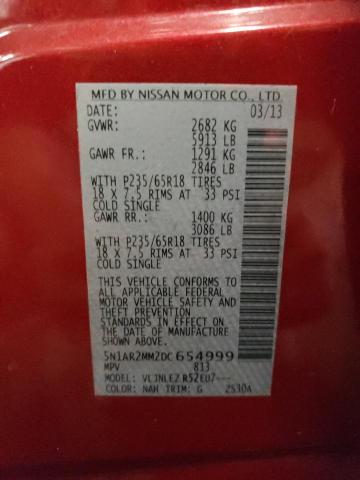 MFD BY NISSAN MOTOR CO., LTD.
DATE: 03/13
GVWR: 2682 KG
5913 LB
GAWR FR.: 1291 KG
2846 LB
WITH P235/65R18 TIRES
18 X 7.5 RIMS AT 33 PSI
COLD SINGLE
GAWR RR.: 1400 KG
3086 LB
WITH P235/65R18 TIRES
18 X 7.5 RIMS AT 33 PSI
COLD SINGLE
THIS VEHICLE CONFORMS TO
ALL APPLICABLE FEDERAL
MOTOR VEHICLE SAFETY AND
THEFT PREVENTION
STANDARDS IN EFFECT ON
THE DATE OF MANUFACTURE
SHOWN ABOVE.
5N1AR2MM2DC654999
MPV 813
MODEL: R52EU7---
COLOR: NAH TRIM: G 2530A